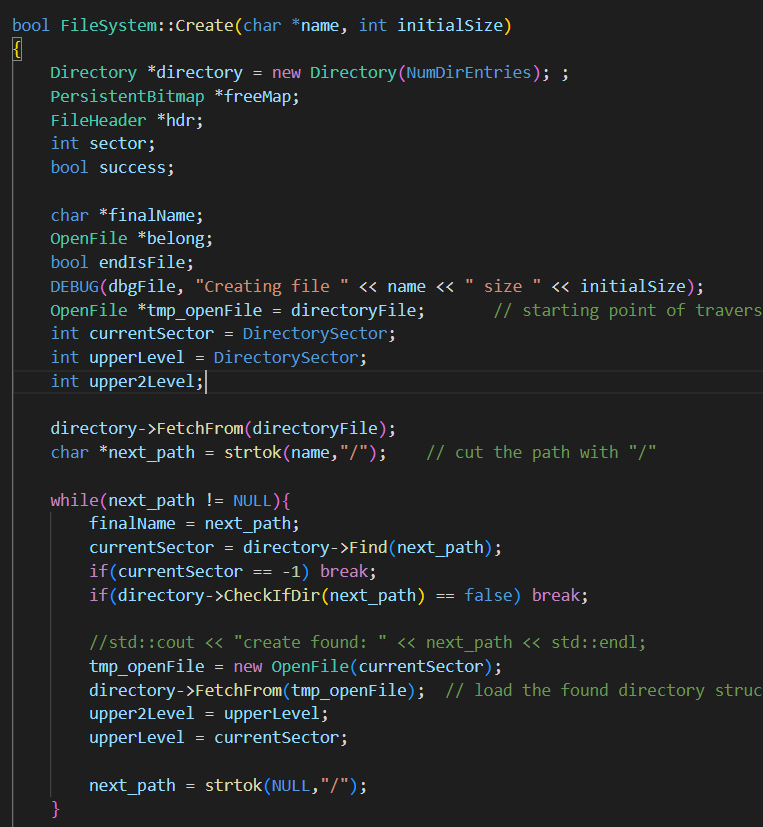 bool FileSystem::Create(char *name, int initialSize)
{
    Directory *directory = new Directory(NumDirEntries); ;
    PersistentBitmap *freeMap;
    FileHeader *hdr;
    int sector;
    bool success;

    char *finalName;
    OpenFile *belong;
    bool endIsFile;
    DEBUG(dbgFile, "Creating file " << name << " size " << initialSize);
    OpenFile *tmp_openFile = directoryFile;       // starting point of travers
    int currentSector = DirectorySector;
    int upperLevel = DirectorySector;
    int upper2Level;

    directory->FetchFrom(directoryFile);
    char *next_path = strtok(name,"/");    // cut the path with "/"

    while(next_path != NULL){
        finalName = next_path;
        currentSector = directory->Find(next_path);
        if(currentSector == -1) break;
        if(directory->CheckIfDir(next_path) == false) break;

        //std::cout << "create found: " << next_path << std::endl;
        tmp_openFile = new OpenFile(currentSector);
        directory->FetchFrom(tmp_openFile);  // load the found directory struc
        upper2Level = upperLevel;
        upperLevel = currentSector;

        next_path = strtok(NULL,"/");
    }